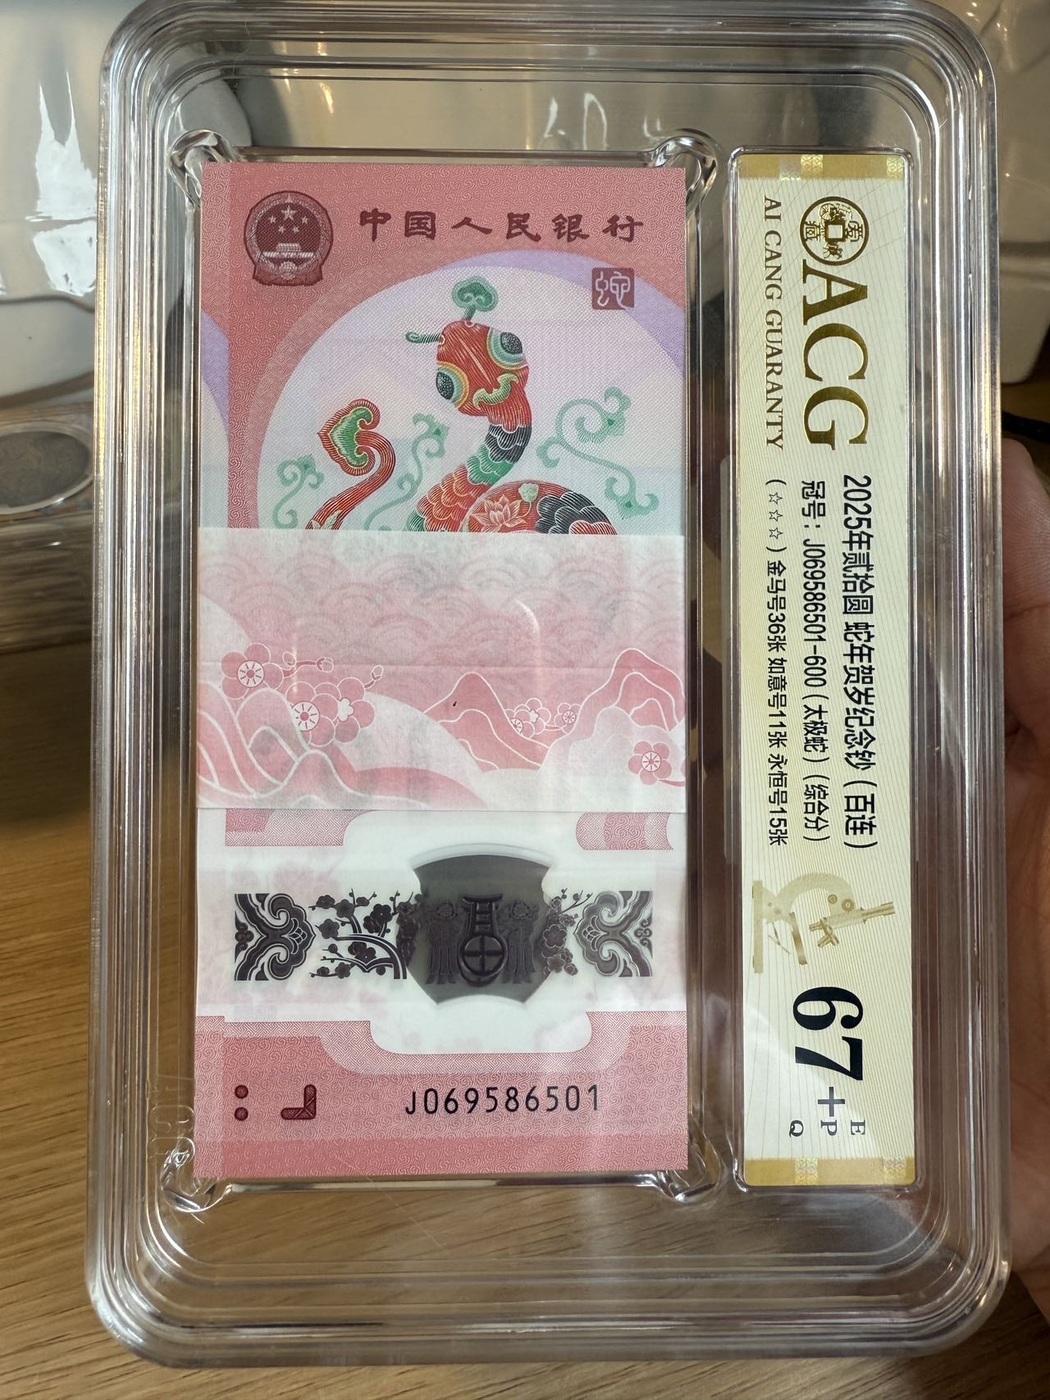 中国人民银行
蛇
J069586501
ACG
AI CANG GUARANTY
2025年贰拾圆 蛇年贺岁纪念钞（百连）
冠号：J069586501-600（太极蛇）（综合分）
（☆☆☆）金马号36张 如意号11张 永恒号15张
67+
E
P
Q